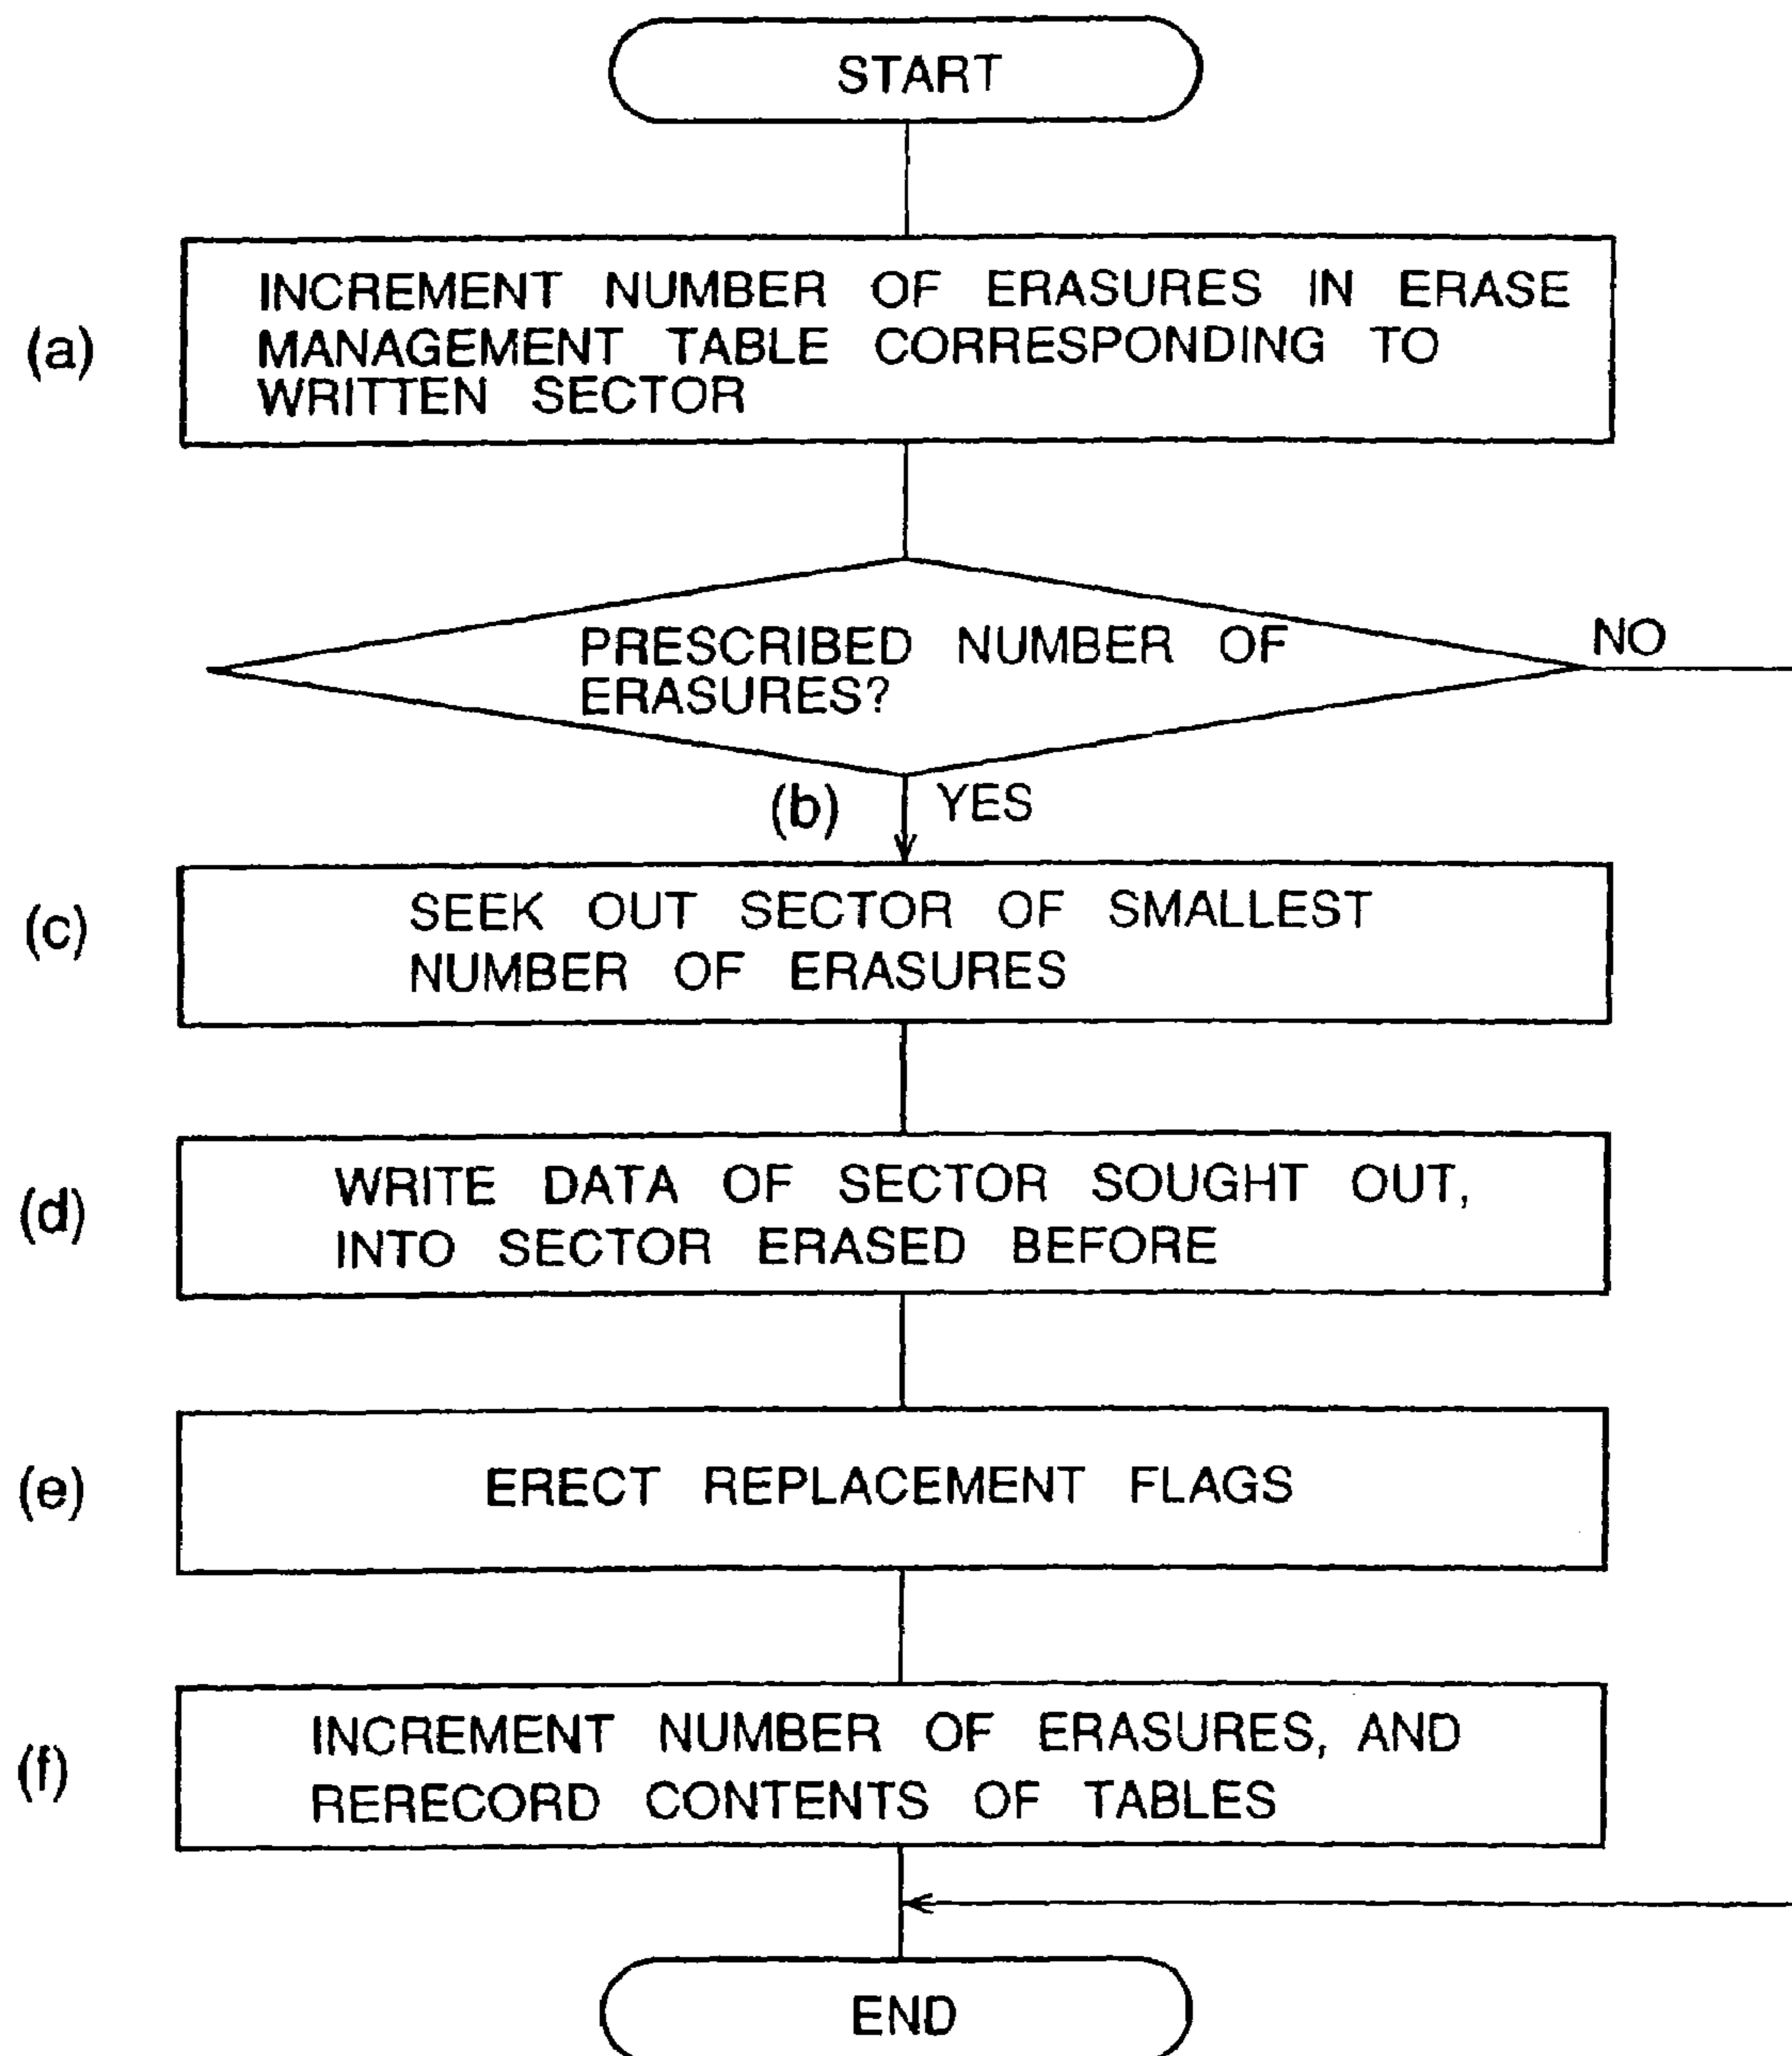 START
(a)
INCREMENT NUMBER OF ERASURES IN ERASE
MANAGEMENT TABLE CORRESPONDING TO
WRITTEN SECTOR
PRESCRIBED NUMBER OF
ERASURES?
NO
(b)
YES
(c)
SEEK OUT SECTOR OF SMALLEST
NUMBER OF ERASURES
(d)
WRITE DATA OF SECTOR SOUGHT OUT,
INTO SECTOR ERASED BEFORE
(e)
ERECT REPLACEMENT FLAGS
(f)
INCREMENT NUMBER OF ERASURES, AND
RERECORD CONTENTS OF TABLES
END